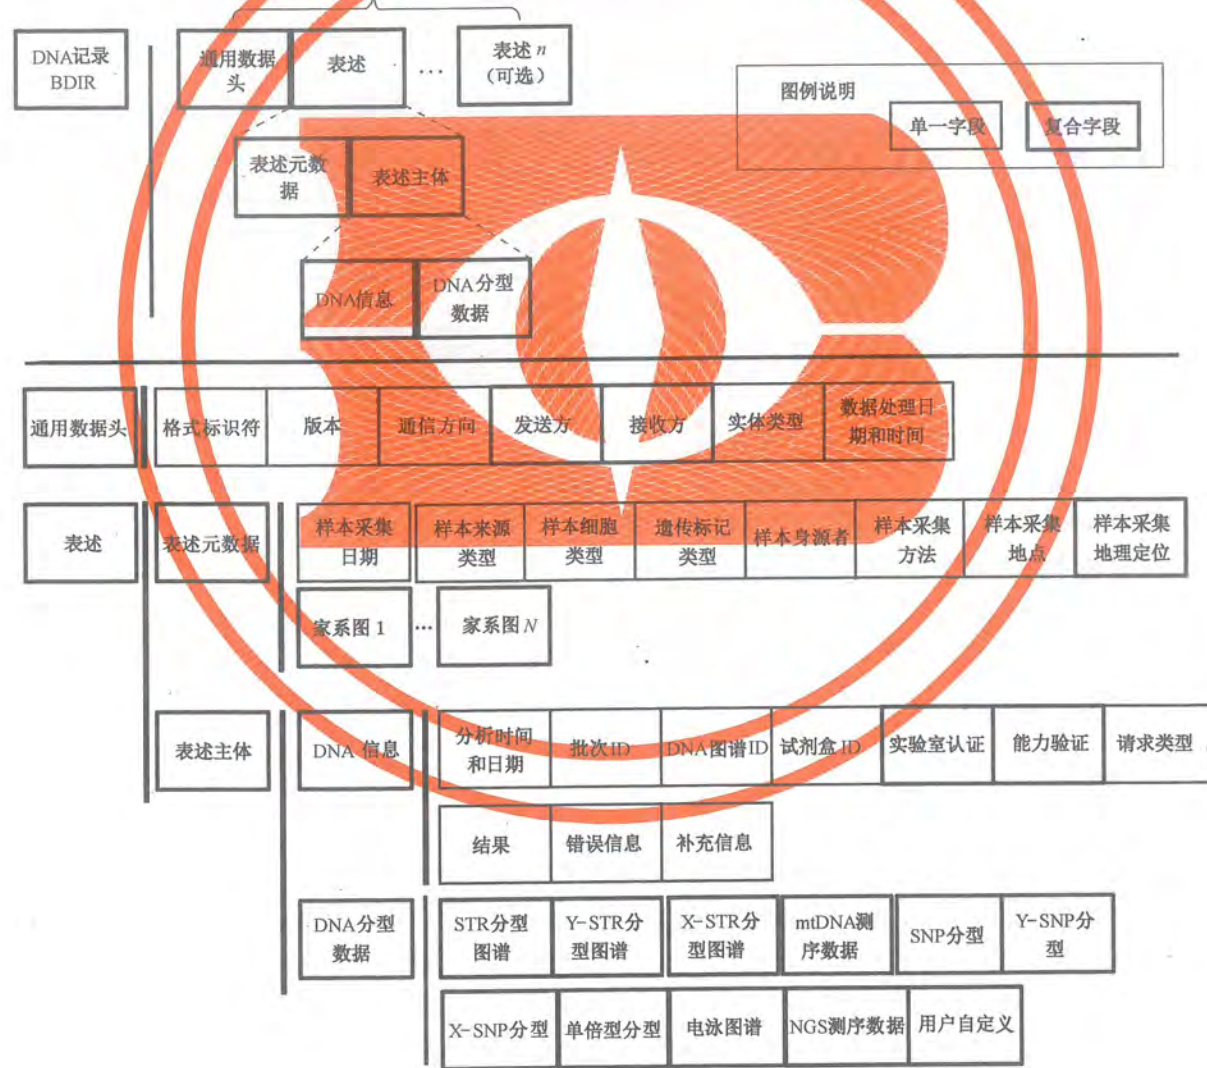 DNA记录
BDIR
通用数据
头
表述
…
表述 n
（可选）
图例说明
单一字段
复合字段
表述元数
据
表述主体
DNA信息
DNA分型
数据
通用数据头
格式标识符
版本
通信方向
发送方
接收方
实体类型
数据处理日
期和时间
表述
表述元数据
样本采集
日期
样本来源
类型
样本细胞
类型
遗传标记
类型
样本身源者
样本采集
方法
样本采集
地点
样本采集
地理定位
家系图 1
…
家系图 N
表述主体
DNA 信息
分析时间
和日期
批次ID
DNA图谱ID
试剂盒 ID
实验室认证
能力验证
请求类型
结果
错误信息
补充信息
DNA分型
数据
STR分型
图谱
Y-STR分
型图谱
X-STR分
型图谱
mtDNA测
序数据
SNP分型
Y-SNP分
型
X-SNP分型
单倍型分型
电泳图谱
NGS测序数据
用户自定义